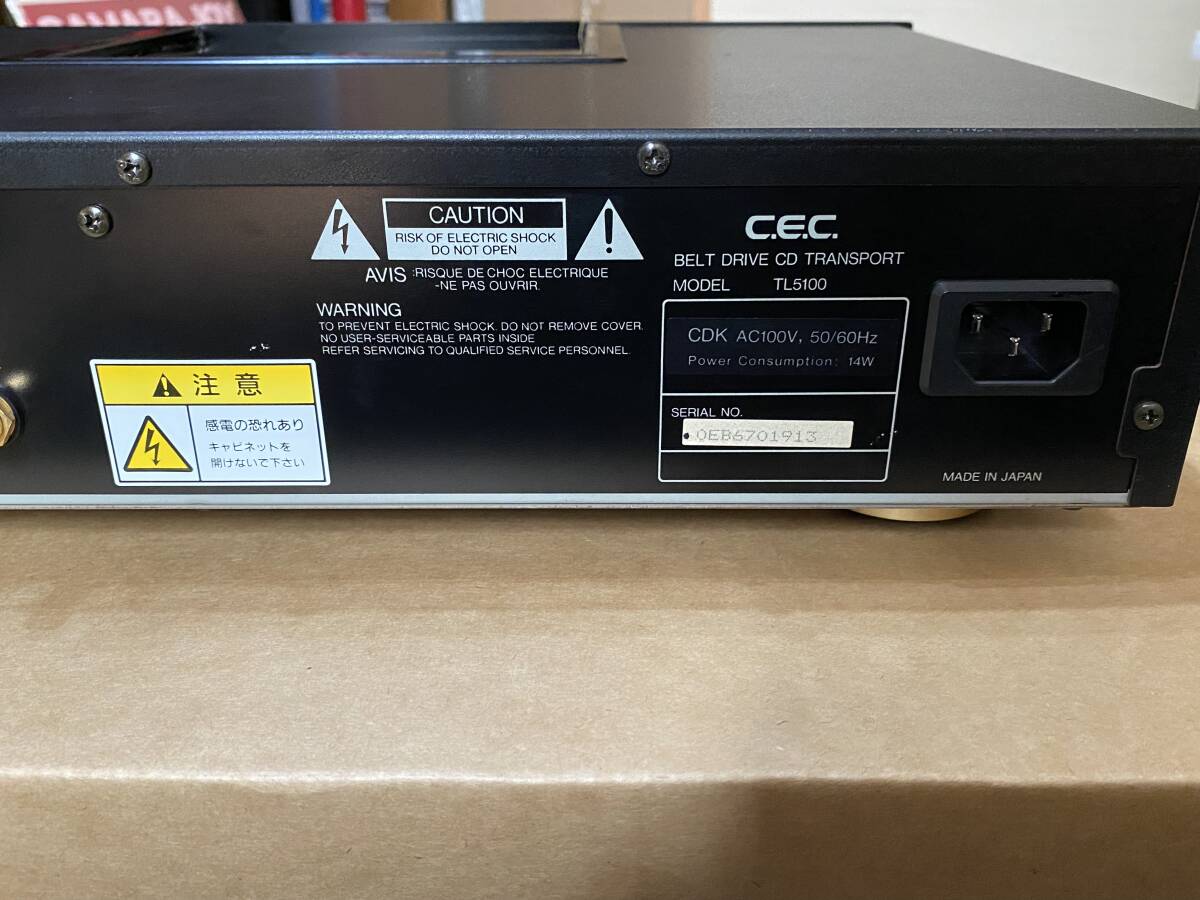 CAUTION
RISK OF ELECTRIC SHOCK
DO NOT OPEN
AVIS :RISQUE DE CHOC ELECTRIQUE
-NE PAS OUVRIR.
WARNING
TO PREVENT ELECTRIC SHOCK. DO NOT REMOVE COVER.
NO USER-SERVICEABLE PARTS INSIDE
REFER SERVICING TO QUALIFIED SERVICE PERSONNEL.
注意
感電の恐れあり
キャビネットを
開けないで下さい
C.E.C.
BELT DRIVE CD TRANSPORT
MODEL TL5100
CDK AC100V, 50/60Hz
Power Consumption: 14W
SERIAL NO.
0EB6701913
MADE IN JAPAN